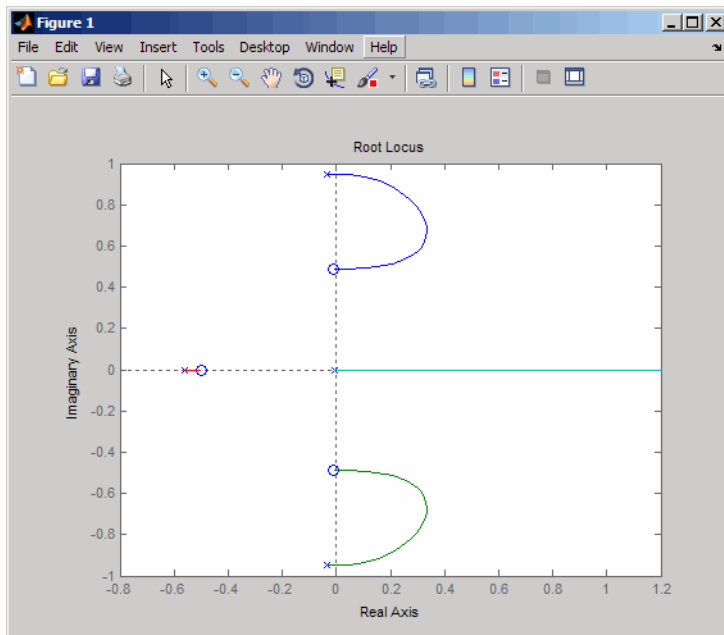 Figure 1
File Edit View Insert Tools Desktop Window Help
Root Locus
1
0.8
0.6
0.4
0.2
0
-0.2
-0.4
-0.6
-0.8
-1
Imaginary Axis
-0.8 -0.6 -0.4 -0.2 0 0.2 0.4 0.6 0.8 1 1.2
Real Axis